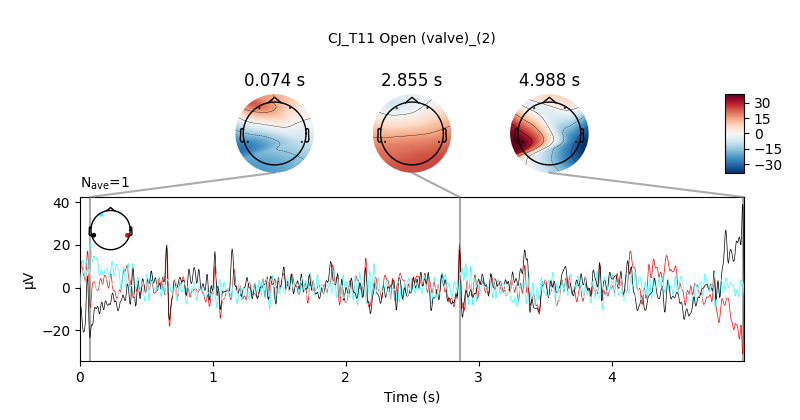 CJ_T11 Open (valve)_(2)
0.074 s 2.855 s 4.988 s
30
15
0
−15
−30
Nave=1
40
20
0
−20
µV
0 1 2 3 4
Time (s)